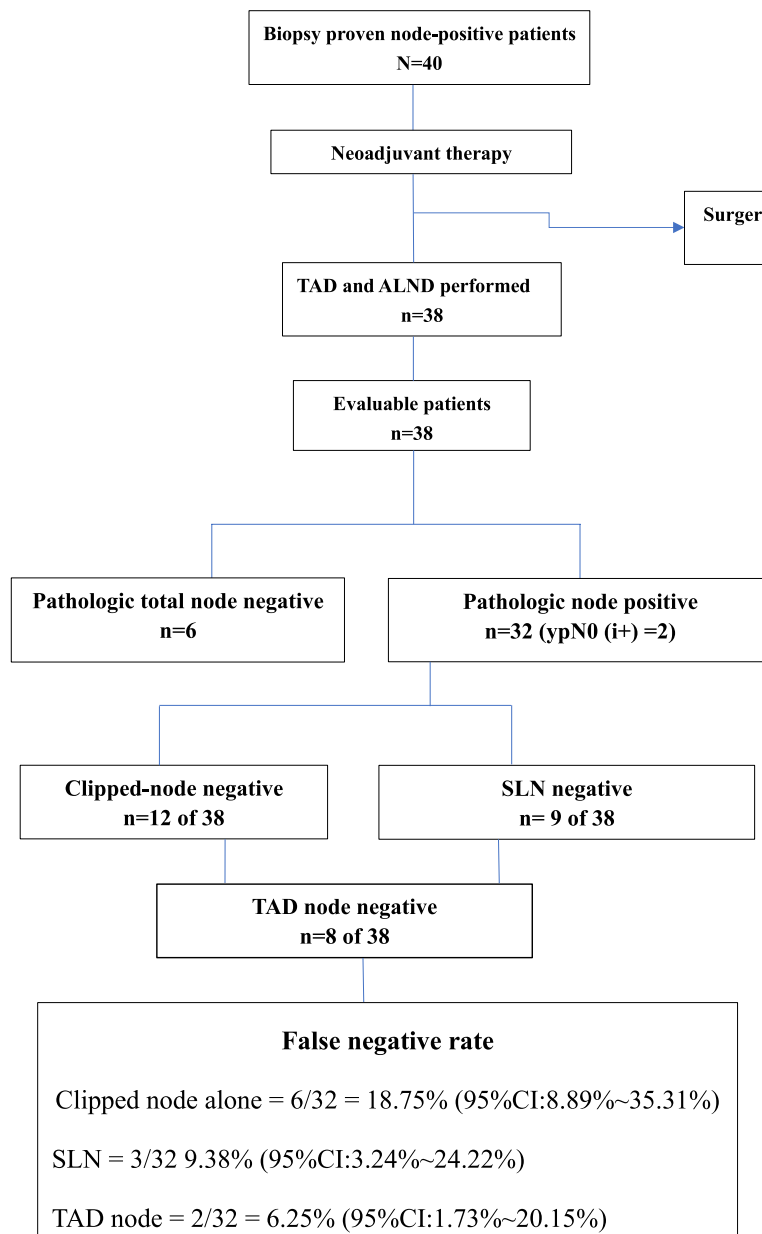 Biopsy proven node-positive patients
N=40
Neoadjuvant therapy
Surger
TAD and ALND performed
n=38
Evaluable patients
n=38
Pathologic total node negative
n=6
Pathologic node positive
n=32 (ypN0 (i+) =2)
Clipped-node negative
n=12 of 38
SLN negative
n= 9 of 38
TAD node negative
n=8 of 38
False negative rate
Clipped node alone = 6/32 = 18.75% (95%CI:8.89%~35.31%)
SLN = 3/32 9.38% (95%CI:3.24%~24.22%)
TAD node = 2/32 = 6.25% (95%CI:1.73%~20.15%)